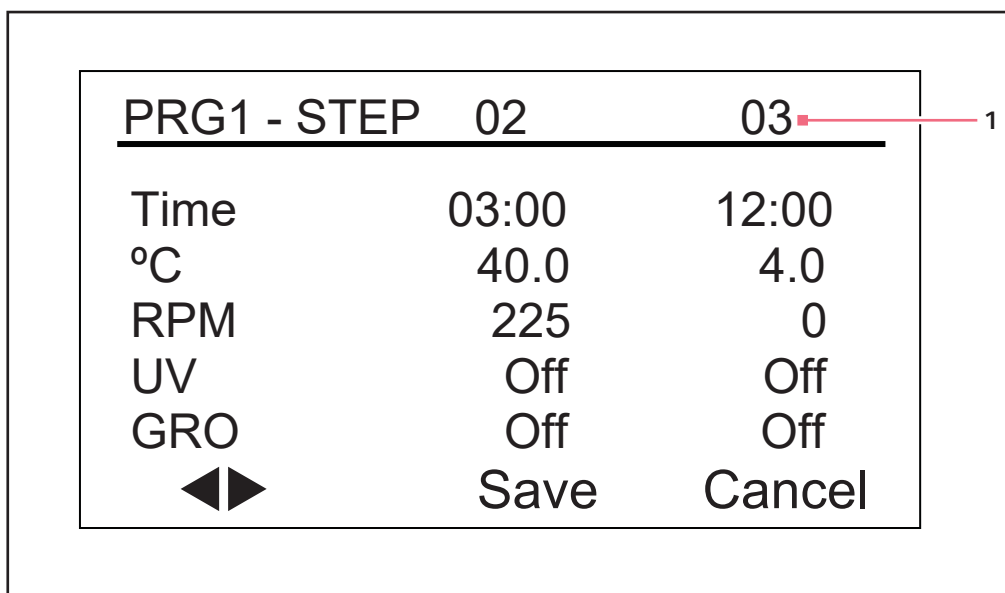 PRG1 - STEP 02 03 1
Time 03:00 12:00
ºC 40.0 4.0
RPM 225 0
UV Off Off
GRO Off Off
Save Cancel